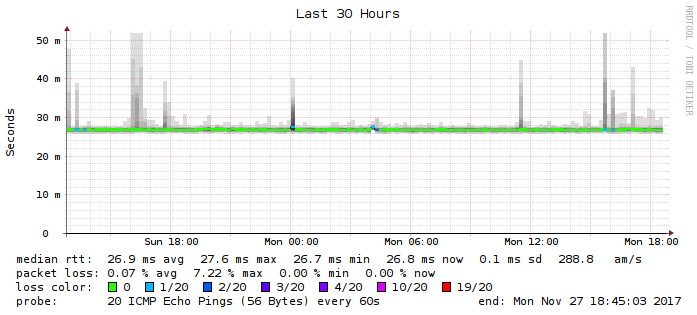 Last 30 Hours
RRDTOOL / TOBI OETIKER
Seconds
50 m
40 m
30 m
20 m
10 m
0
Sun 18:00 Mon 00:00 Mon 06:00 Mon 12:00 Mon 18:00
median rtt: 26.9 ms avg 27.6 ms max 26.7 ms min 26.8 ms now 0.1 ms sd 288.8 am/s
packet loss: 0.07 % avg 7.22 % max 0.00 % min 0.00 % now
loss color: 0 1/20 2/20 3/20 4/20 10/20 19/20
probe: 20 ICMP Echo Pings (56 Bytes) every 60s end: Mon Nov 27 18:45:03 2017